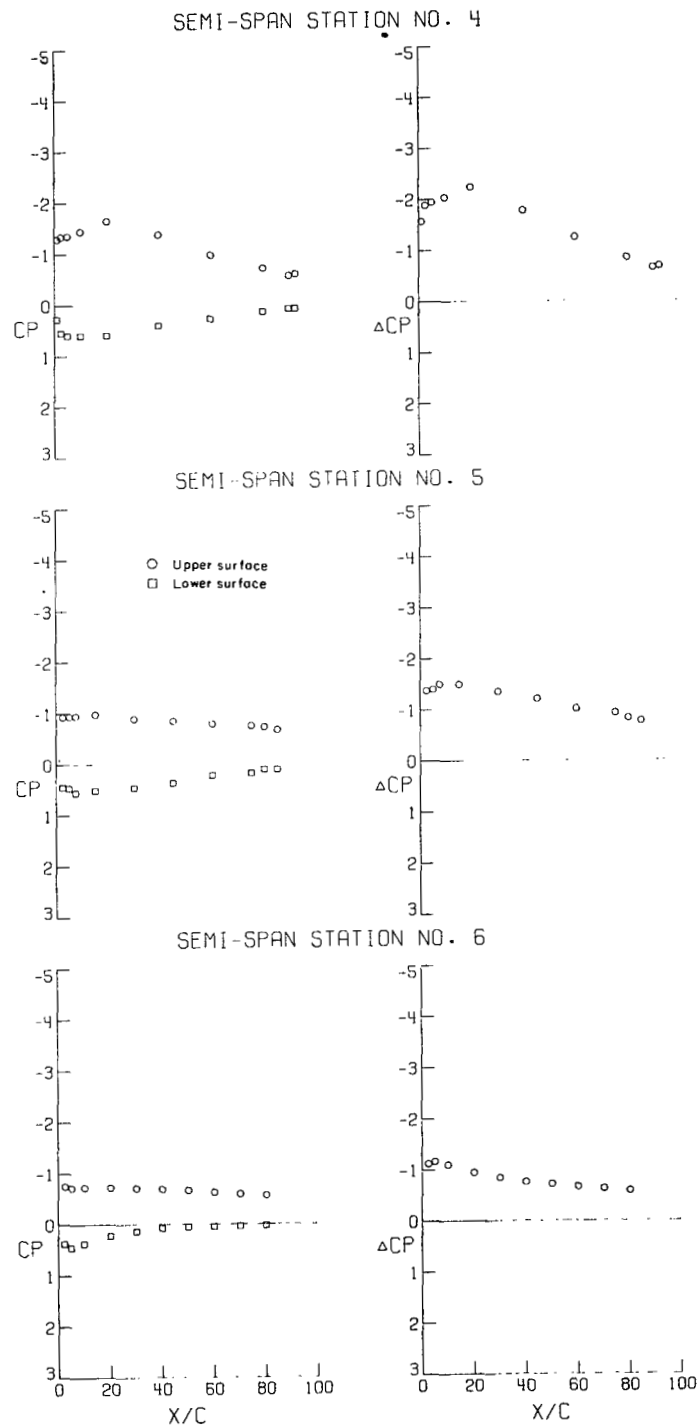 SEMI-SPAN STATION NO. 4
-5 -5
-4 -4
-3 -3
-2 -2
-1 -1
0 0
CP ΔCP
1 1
2 2
3 3
SEMI-SPAN STATION NO. 5
-5 -5
○ Upper surface
-4 -4
□ Lower surface
-3 -3
-2 -2
-1 -1
0 0
CP ΔCP
1 1
2 2
3 3
SEMI-SPAN STATION NO. 6
-5 -5
-4 -4
-3 -3
-2 -2
-1 -1
0 0
CP ΔCP
1 1
2 2
3 3
0 20 40 60 80 100 0 20 40 60 80 100
X/C X/C